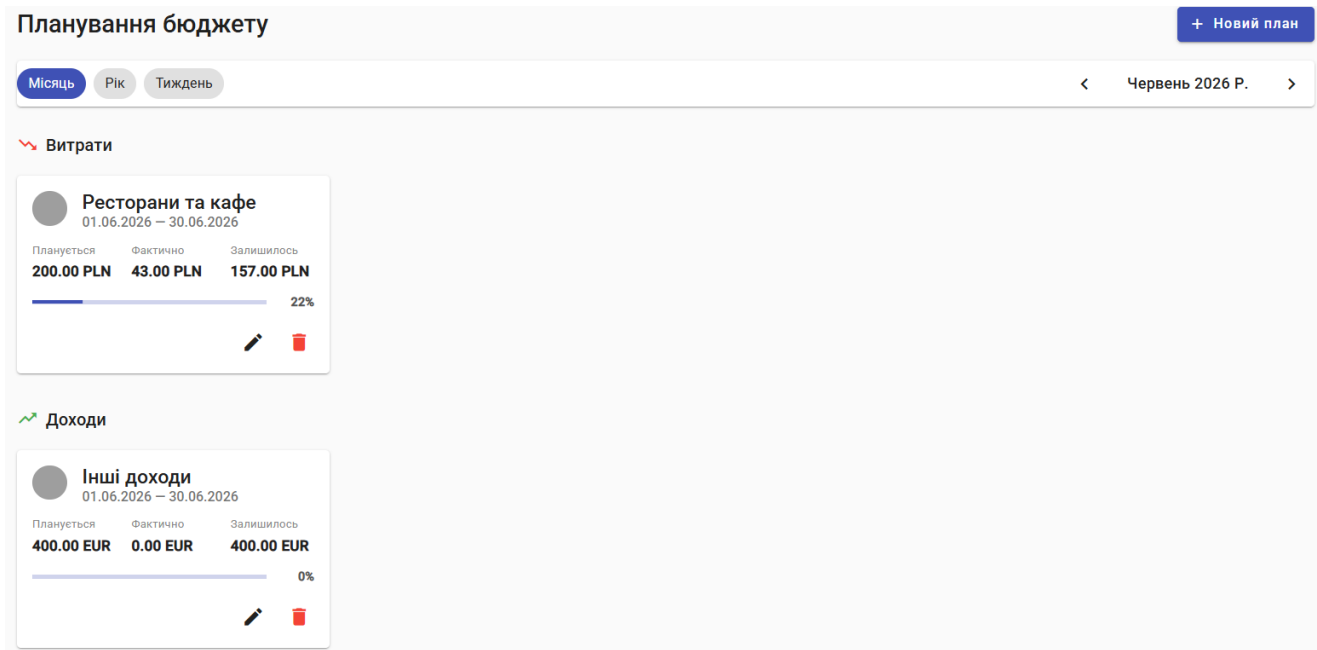 Планування бюджету
+ Новий план
Місяць Рік Тиждень
Червень 2026 Р.
Витрати
Ресторани та кафе
01.06.2026 — 30.06.2026
Планується Фактично Залишилось
200.00 PLN 43.00 PLN 157.00 PLN
22%
Доходи
Інші доходи
01.06.2026 — 30.06.2026
Планується Фактично Залишилось
400.00 EUR 0.00 EUR 400.00 EUR
0%